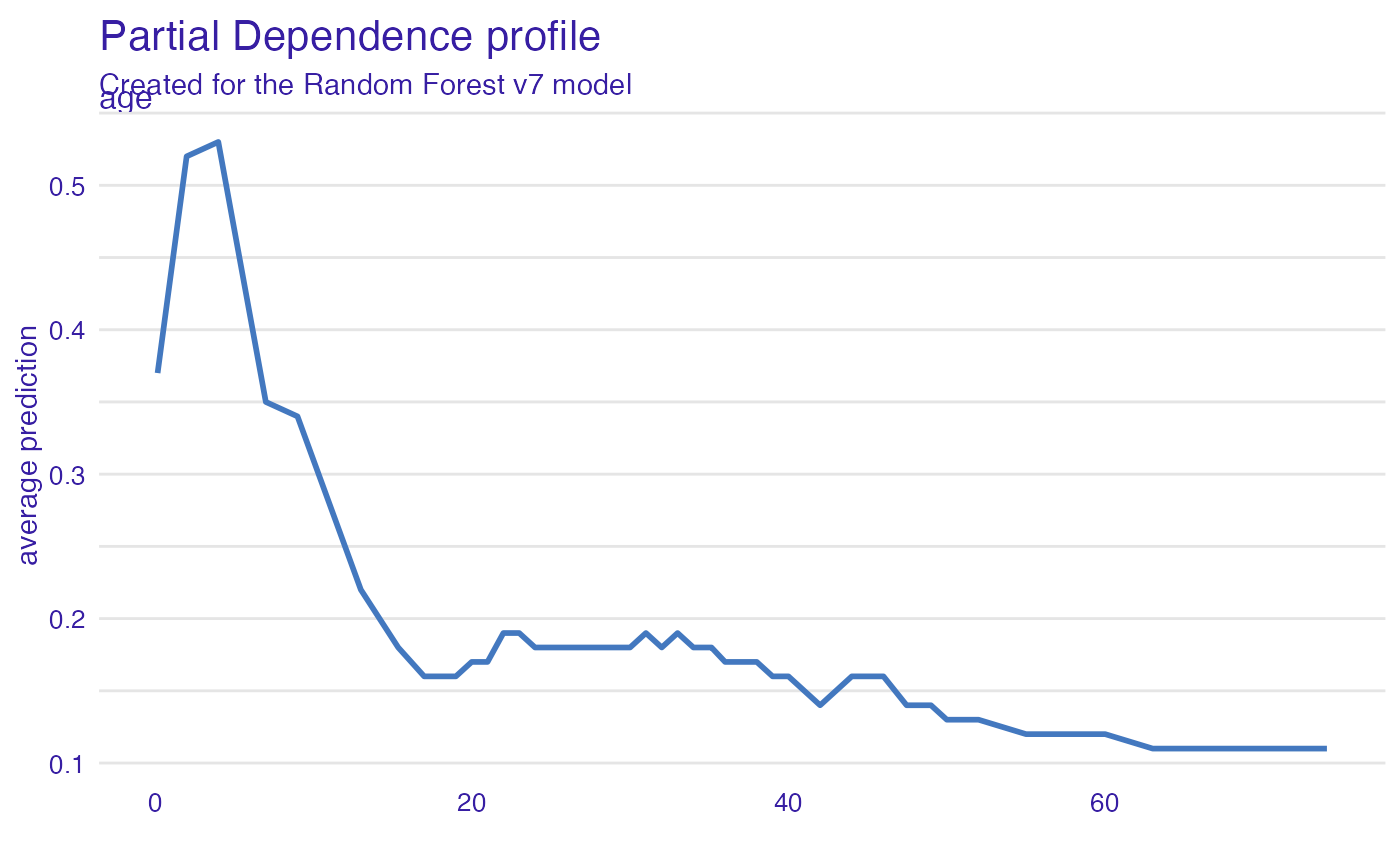 Partial Dependence profile
Created for the Random Forest v7 model
age
average prediction
0.5
0.4
0.3
0.2
0.1
0 20 40 60